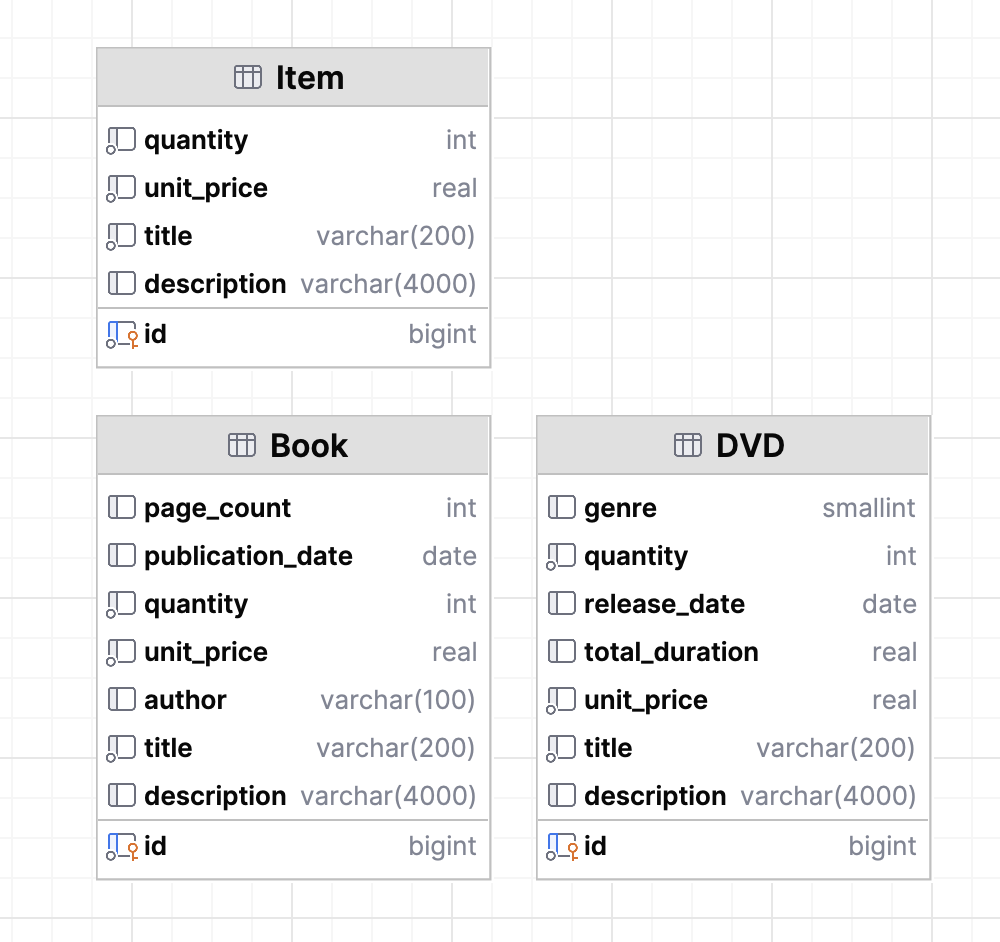 Item
quantity int
unit_price real
title varchar(200)
description varchar(4000)
id bigint
Book
page_count int
publication_date date
quantity int
unit_price real
author varchar(100)
title varchar(200)
description varchar(4000)
id bigint
DVD
genre smallint
quantity int
release_date date
total_duration real
unit_price real
title varchar(200)
description varchar(4000)
id bigint